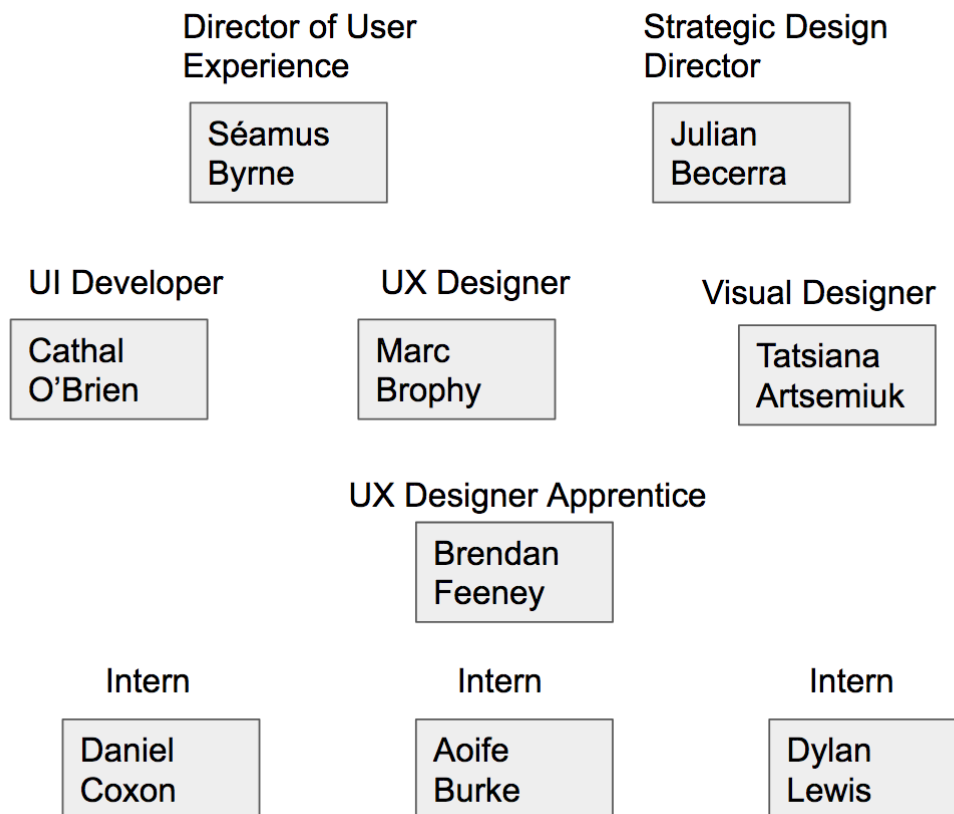 Director of User
Experience
Séamus
Byrne
Strategic Design
Director
Julian
Becerra
UI Developer
Cathal
O’Brien
UX Designer
Marc
Brophy
Visual Designer
Tatsiana
Artsemiuk
UX Designer Apprentice
Brendan
Feeney
Intern
Daniel
Coxon
Intern
Aoife
Burke
Intern
Dylan
Lewis